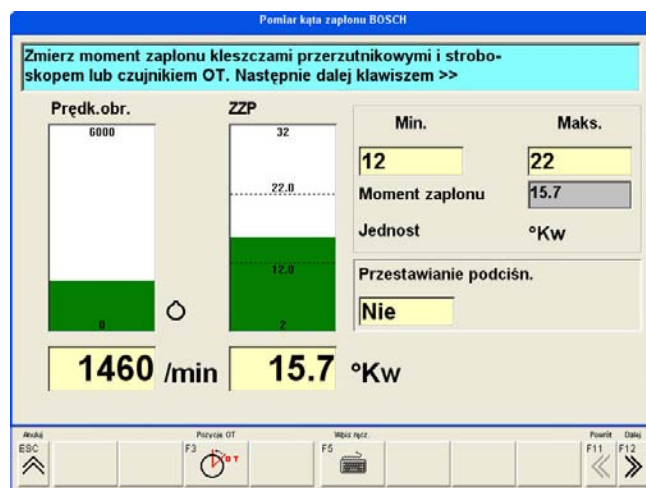 Pomiar kąta zapłonu BOSCH
Zmierz moment zapłonu kleszczami przerzutnikowymi i strobo-
skopem lub czujnikiem OT. Następnie dalej klawiszem >>
Prędk.obr.
6000
0
1460 /min
ZZP
32
22.0
12.0
2
15.7 °Kw
Min. Maks.
12 22
Moment zapłonu 15.7
Jednost °Kw
Przestawianie podciśn.
Nie
Anuluj Pozycja OT Wpis ręcz. Powrót Dalej
ESC F3 OT F5 F11 F12